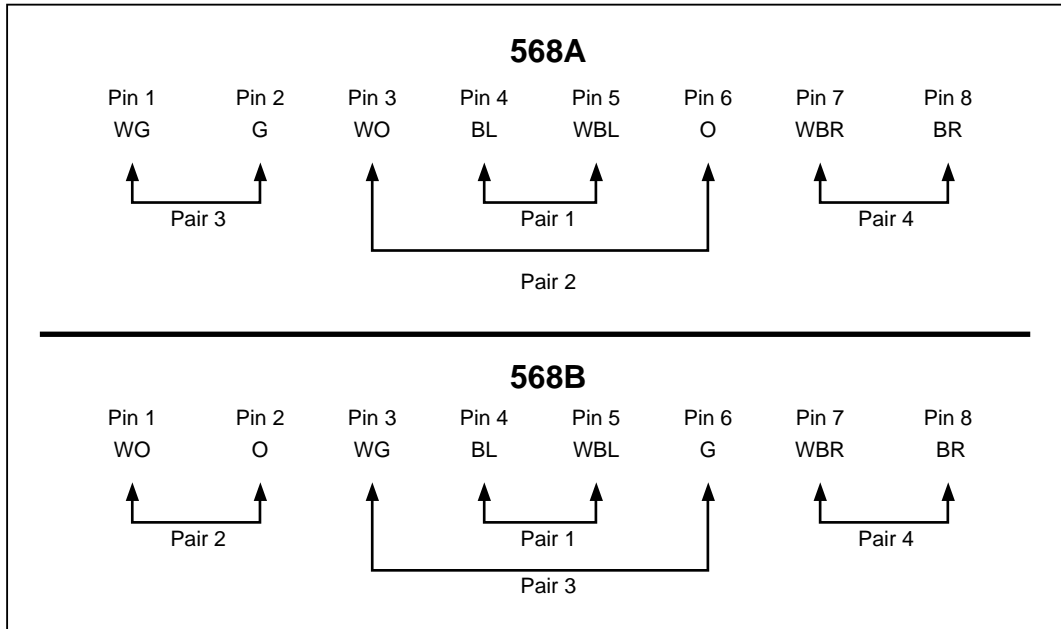 568A
Pin 1 Pin 2 Pin 3 Pin 4 Pin 5 Pin 6 Pin 7 Pin 8
WG G WO BL WBL O WBR BR
Pair 3 Pair 1 Pair 4
Pair 2
568B
Pin 1 Pin 2 Pin 3 Pin 4 Pin 5 Pin 6 Pin 7 Pin 8
WO O WG BL WBL G WBR BR
Pair 2 Pair 1 Pair 4
Pair 3